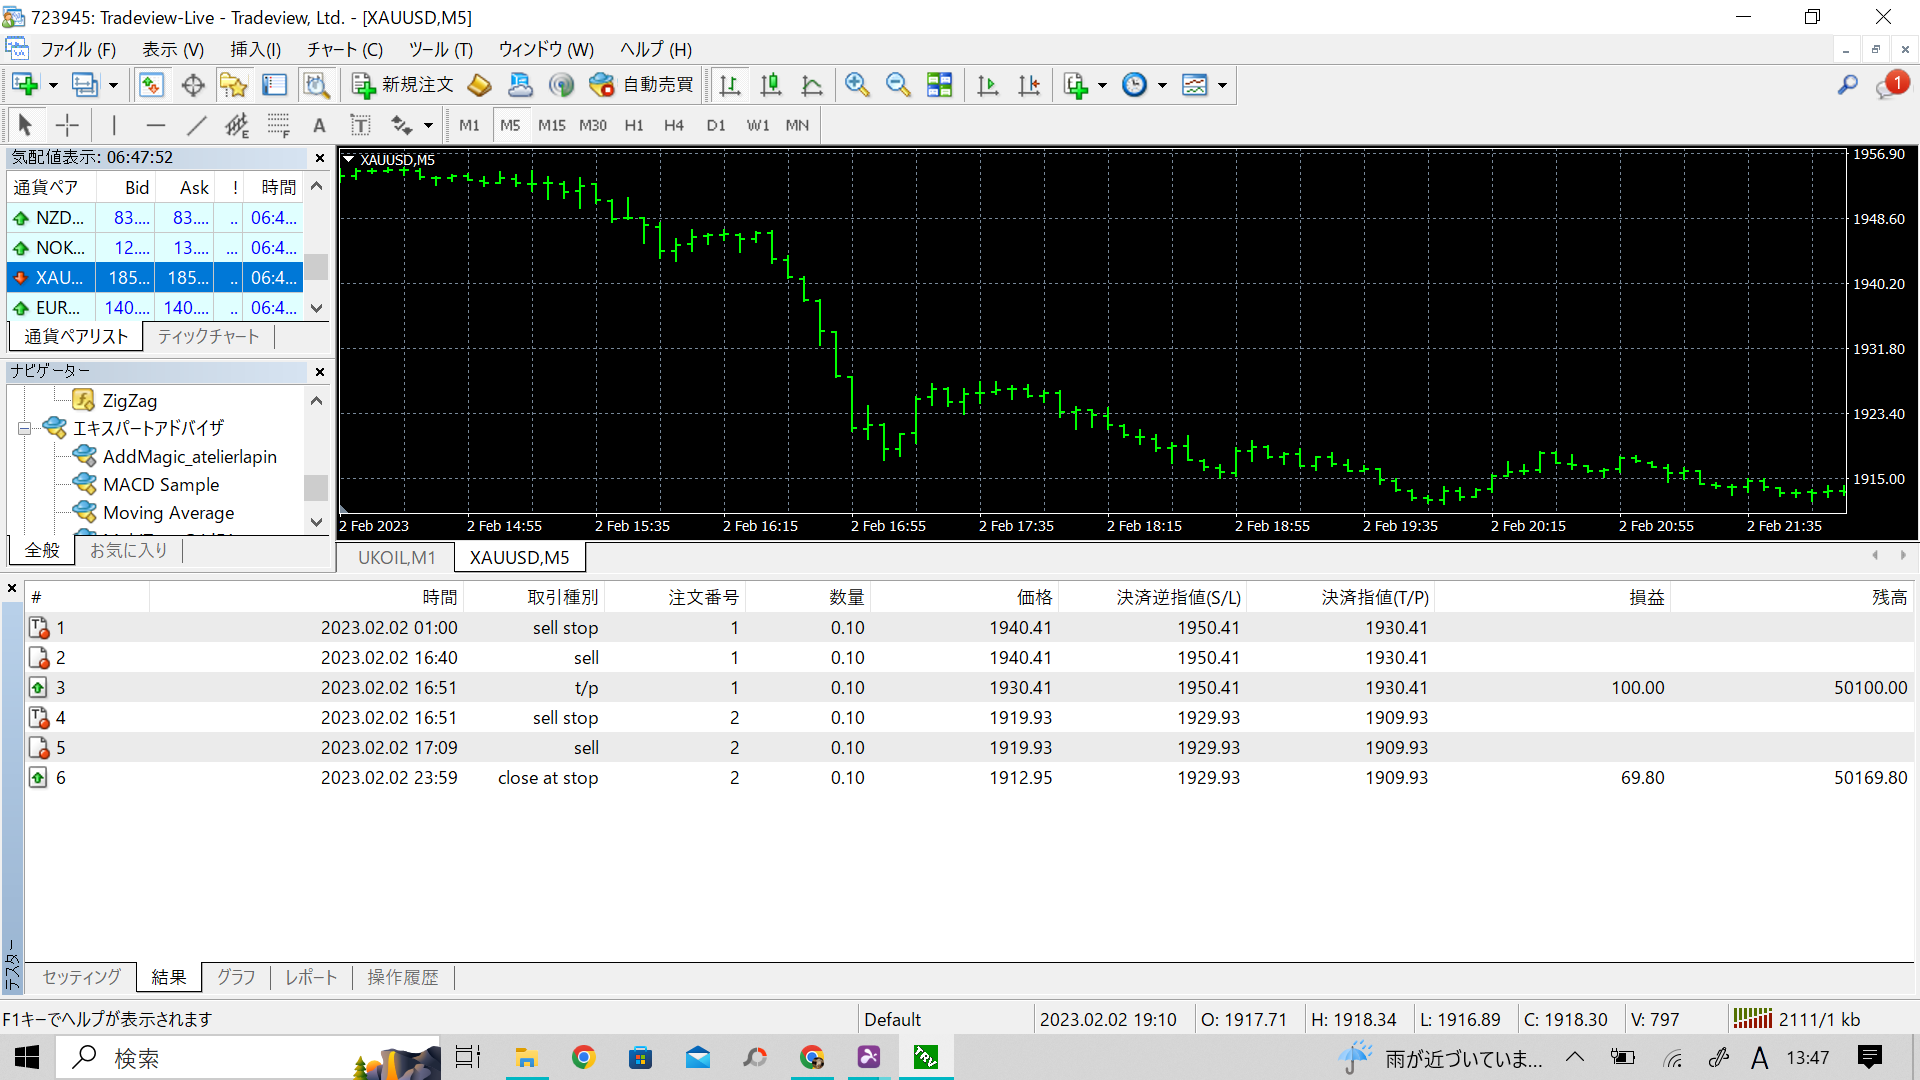 723945: Tradeview-Live - Tradeview, Ltd. - [XAUUSD,M5]
ファイル (F) 表示 (V) 挿入(I) チャート (C) ツール (T) ウィンドウ (W) ヘルプ (H)
新規注文 自動売買 1
A T E F M1 M5 M15 M30 H1 H4 D1 W1 MN
気配値表示: 06:47:52
通貨ペア Bid Ask ! 時間
NZD... 83.... 83.... .. 06:4...
NOK... 12.... 13.... ... 06:4...
XAU... 185... 185... .. 06:4...
EUR... 140.... 140.... .. 06:4...
通貨ペアリスト ティックチャート
ナビゲーター
ZigZag
エキスパートアドバイザ
AddMagic_atelierlapin
MACD Sample
Moving Average
全般 お気に入り
XAUUSD,M5
1956.90
1948.60
1940.20
1931.80
1923.40
1915.00
2 Feb 2023 2 Feb 14:55 2 Feb 15:35 2 Feb 16:15 2 Feb 16:55 2 Feb 17:35 2 Feb 18:15 2 Feb 18:55 2 Feb 19:35 2 Feb 20:15 2 Feb 20:55 2 Feb 21:35
UKOIL,M1 XAUUSD,M5
# 時間 取引種別 注文番号 数量 価格 決済逆指値(S/L) 決済指値(T/P) 損益 残高
1 2023.02.02 01:00 sell stop 1 0.10 1940.41 1950.41 1930.41
2 2023.02.02 16:40 sell 1 0.10 1940.41 1950.41 1930.41
3 2023.02.02 16:51 t/p 1 0.10 1930.41 1950.41 1930.41 100.00 50100.00
4 2023.02.02 16:51 sell stop 2 0.10 1919.93 1929.93 1909.93
5 2023.02.02 17:09 sell 2 0.10 1919.93 1929.93 1909.93
6 2023.02.02 23:59 close at stop 2 0.10 1912.95 1929.93 1909.93 69.80 50169.80
テスター
セッティング 結果 グラフ レポート 操作履歴
F1キーでヘルプが表示されます Default 2023.02.02 19:10 O: 1917.71 H: 1918.34 L: 1916.89 C: 1918.30 V: 797 2111/1 kb
検索 TRV 雨が近づいていま... A 13:47